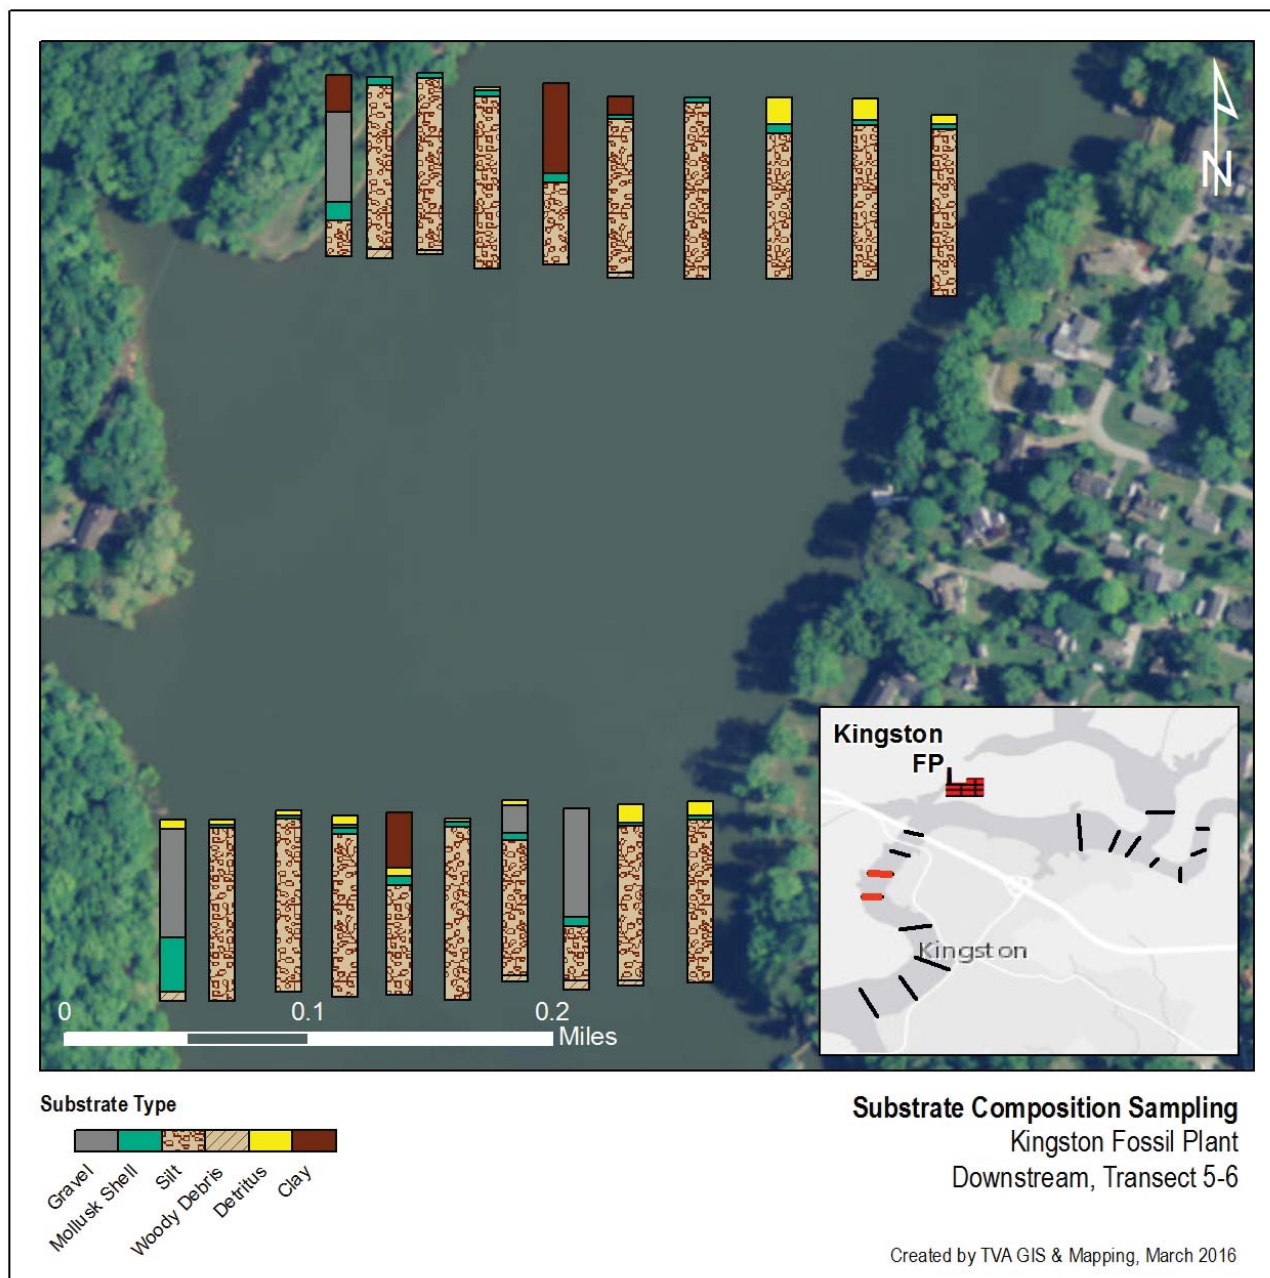 N
Kingston
FP
Kingston
0
0.1
0.2
Miles
Substrate Type
Gravel
Mollusk Shell
Silt
Woody Debris
Detritus
Clay
Substrate Composition Sampling
Kingston Fossil Plant
Downstream, Transect 5-6
Created by TVA GIS & Mapping, March 2016